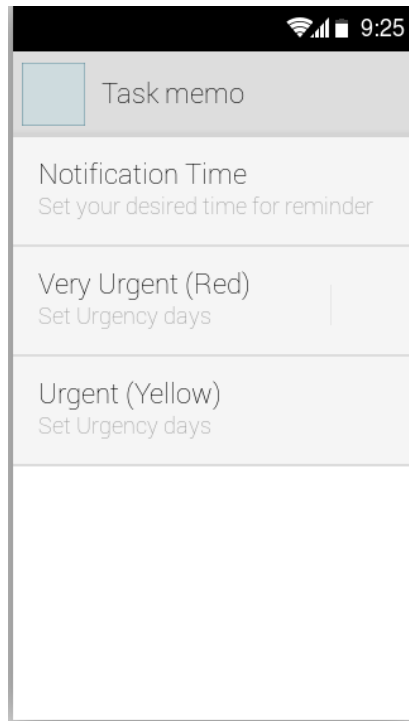 9:25
Task memo
Notification Time
Set your desired time for reminder
Very Urgent (Red)
Set Urgency days
Urgent (Yellow)
Set Urgency days